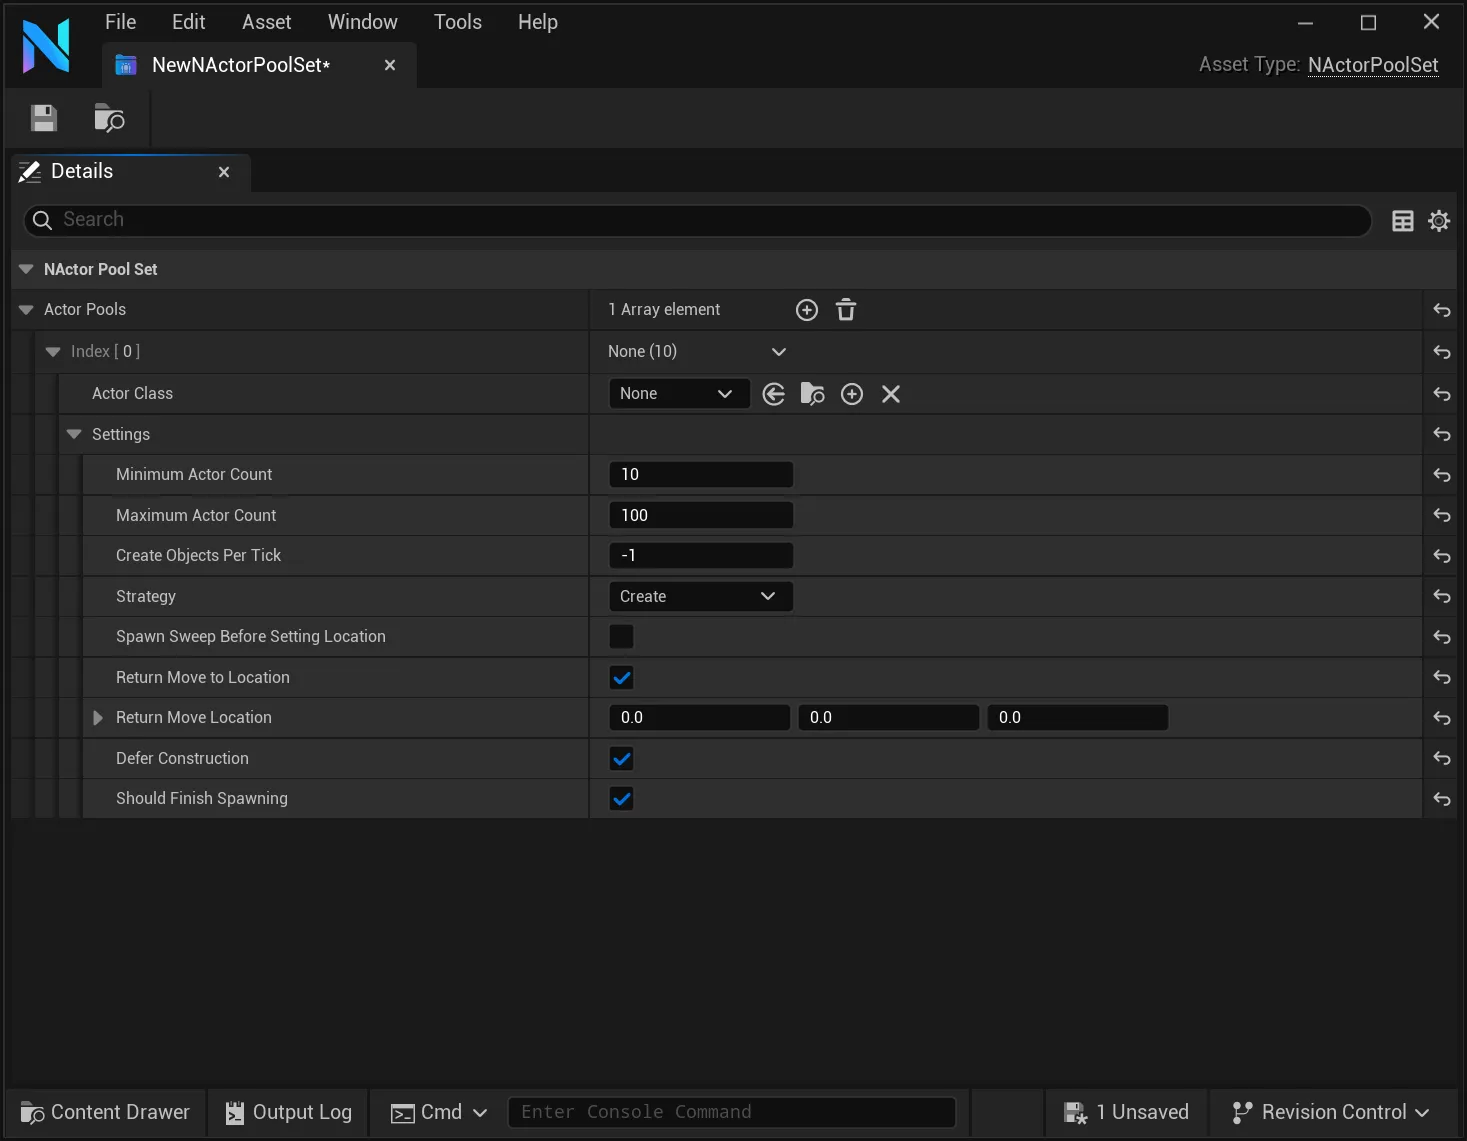 File Edit Asset Window Tools Help
NewNActorPoolSet*
Asset Type: NActorPoolSet
Details
Search
NActor Pool Set
Actor Pools 1 Array element
Index [ 0 ] None (10)
Actor Class None
Settings
Minimum Actor Count 10
Maximum Actor Count 100
Create Objects Per Tick -1
Strategy Create
Spawn Sweep Before Setting Location
Return Move to Location
Return Move Location 0.0 0.0 0.0
Defer Construction
Should Finish Spawning
Content Drawer Output Log Cmd Enter Console Command 1 Unsaved Revision Control